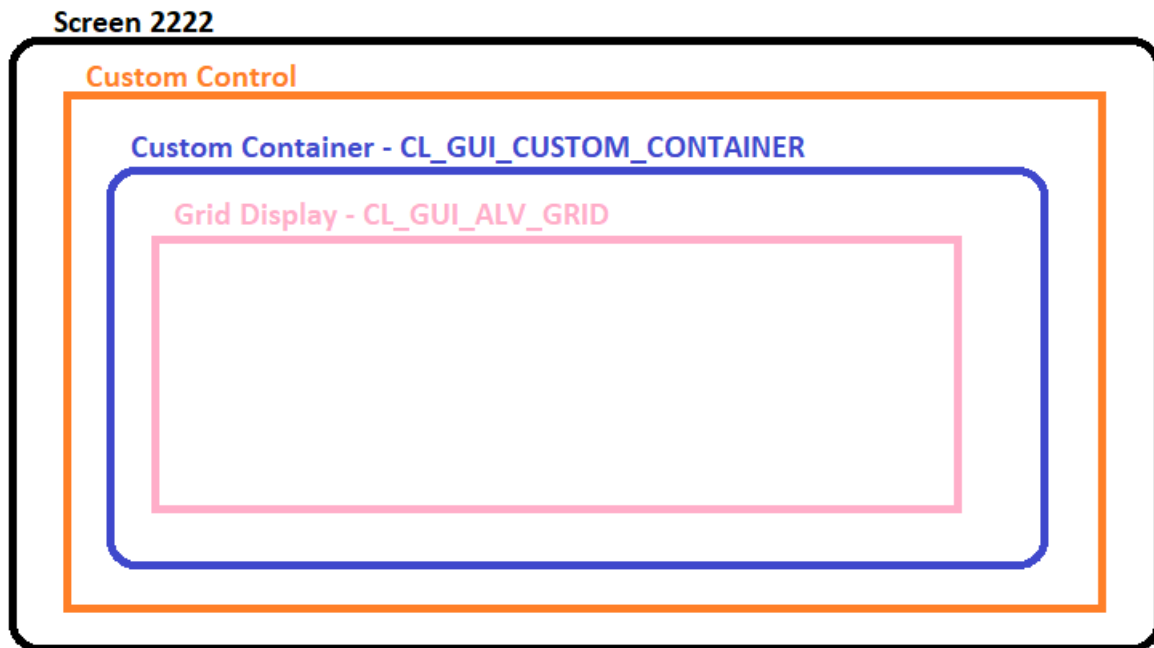 Screen 2222
Custom Control
Custom Container - CL_GUI_CUSTOM_CONTAINER
Grid Display - CL_GUI_ALV_GRID